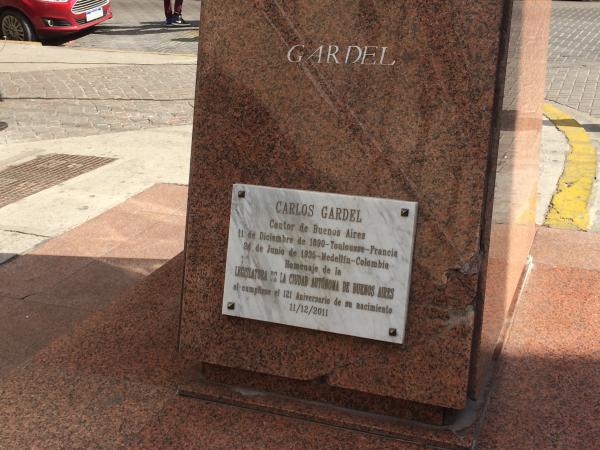 GARDEL
CARLOS GARDEL
Cantor de Buenos Aires
11 de Diciembre de 1890-Toulousse-Francia
24 de Junio de 1935-Medellín-Colombia
Homenaje de la
LEGISLATURA DE LA CIUDAD AUTÓNOMA DE BUENOS AIRES
al cumplirse el 121 Aniversario de su nacimiento
11/12/2011